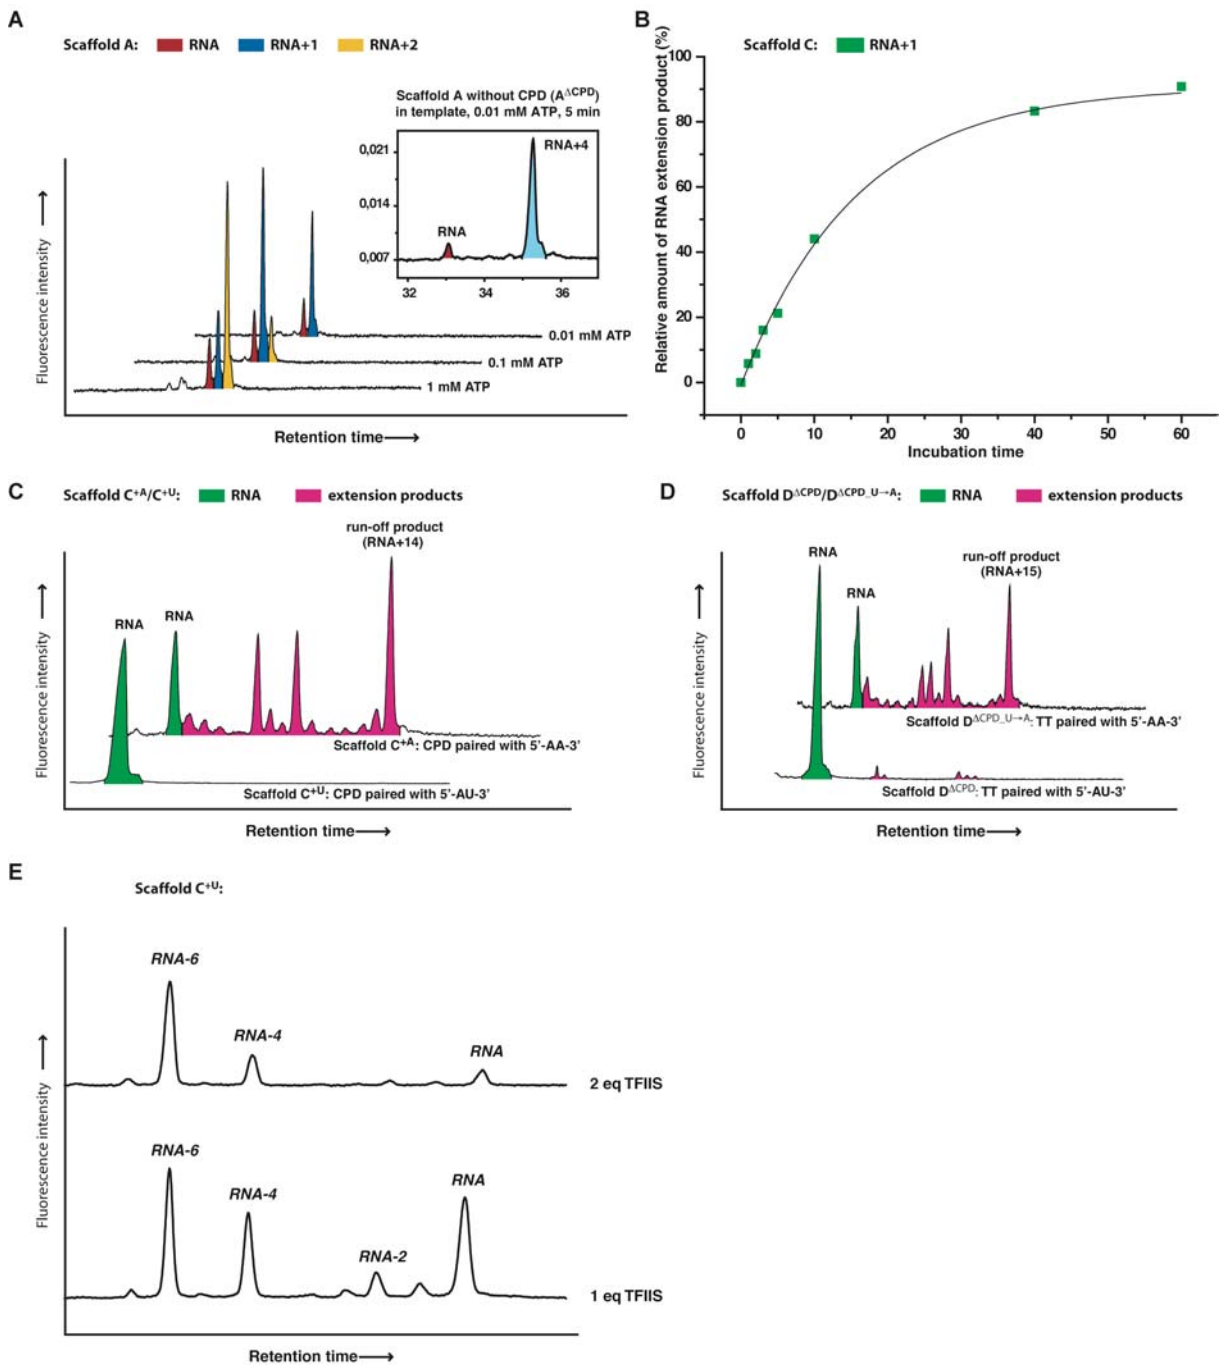 A
Scaffold A: RNA RNA+1 RNA+2
Scaffold A without CPD (A^ΔCPD)
in template, 0.01 mM ATP, 5 min
0,021
0,014
0,007
RNA
RNA+4
32 34 36
0.01 mM ATP
0.1 mM ATP
1 mM ATP
Fluorescence intensity
Retention time
B
Scaffold C: RNA+1
Relative amount of RNA extension product (%)
100
80
60
40
20
0
0 10 20 30 40 50 60
Incubation time
C
Scaffold C+A/C+U: RNA extension products
run-off product
(RNA+14)
RNA
RNA
Scaffold C+A: CPD paired with 5'-AA-3'
Scaffold C+U: CPD paired with 5'-AU-3'
Fluorescence intensity
Retention time
D
Scaffold DΔCPD/DΔCPD_U→A: RNA extension products
RNA
run-off product
(RNA+15)
RNA
Scaffold DΔCPD_U→A: TT paired with 5'-AA-3'
Scaffold DΔCPD: TT paired with 5'-AU-3'
Fluorescence intensity
Retention time
E
Scaffold C+U:
RNA-6
RNA-4
RNA
2 eq TFIIS
RNA-6
RNA-4
RNA-2
RNA
1 eq TFIIS
Fluorescence intensity
Fluorescence intensity
Retention time